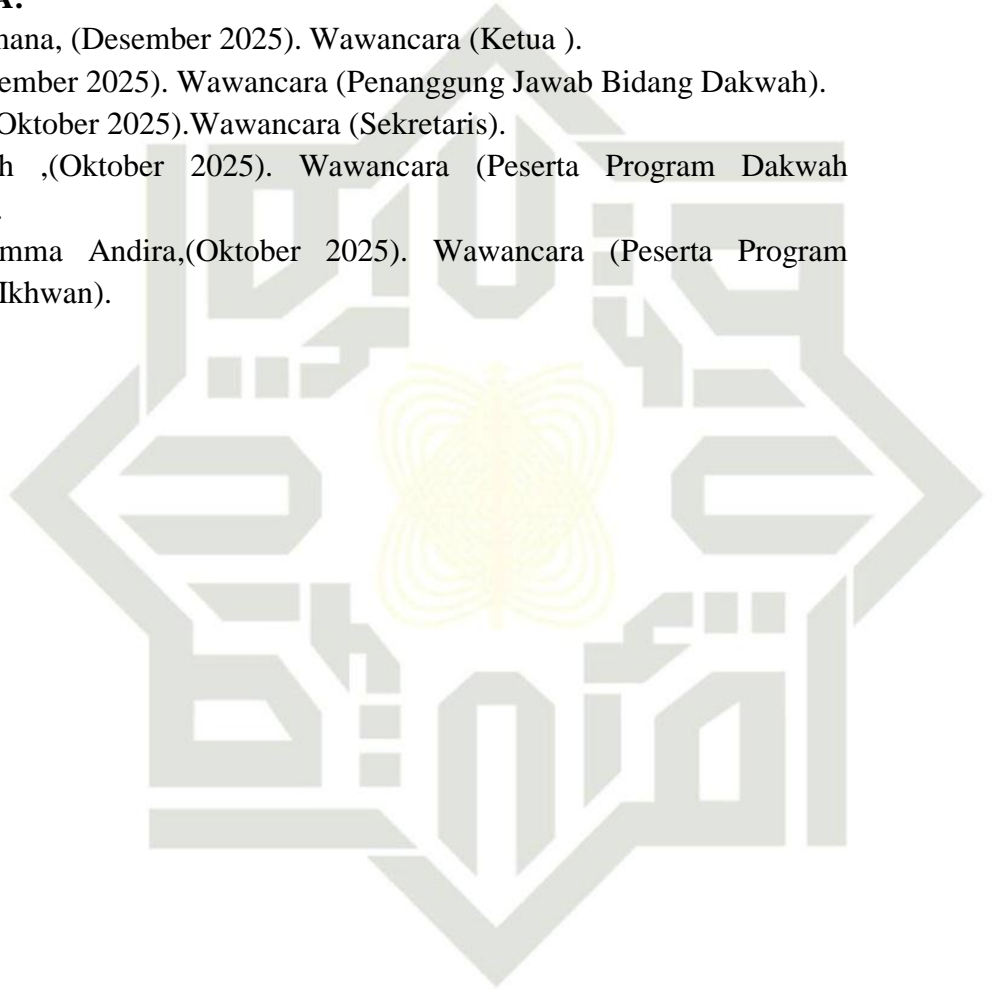 A:
nana, (Desember 2025). Wawancara (Ketua ).
ember 2025). Wawancara (Penanggung Jawab Bidang Dakwah).
Oktober 2025).Wawancara (Sekretaris).
h ,(Oktober 2025). Wawancara (Peserta Program Dakwah
.
mma Andira,(Oktober 2025). Wawancara (Peserta Program
Ikhwan).